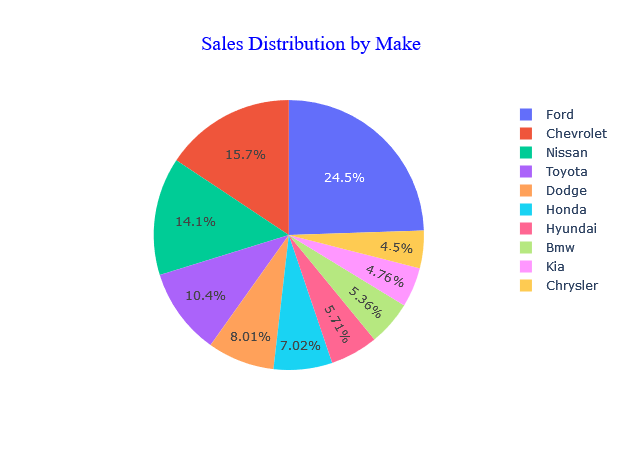 Sales Distribution by Make
Ford
Chevrolet
Nissan
Toyota
Dodge
Honda
Hyundai
Bmw
Kia
Chrysler
24.5%
15.7%
14.1%
10.4%
8.01%
7.02%
5.71%
5.36%
4.76%
4.5%